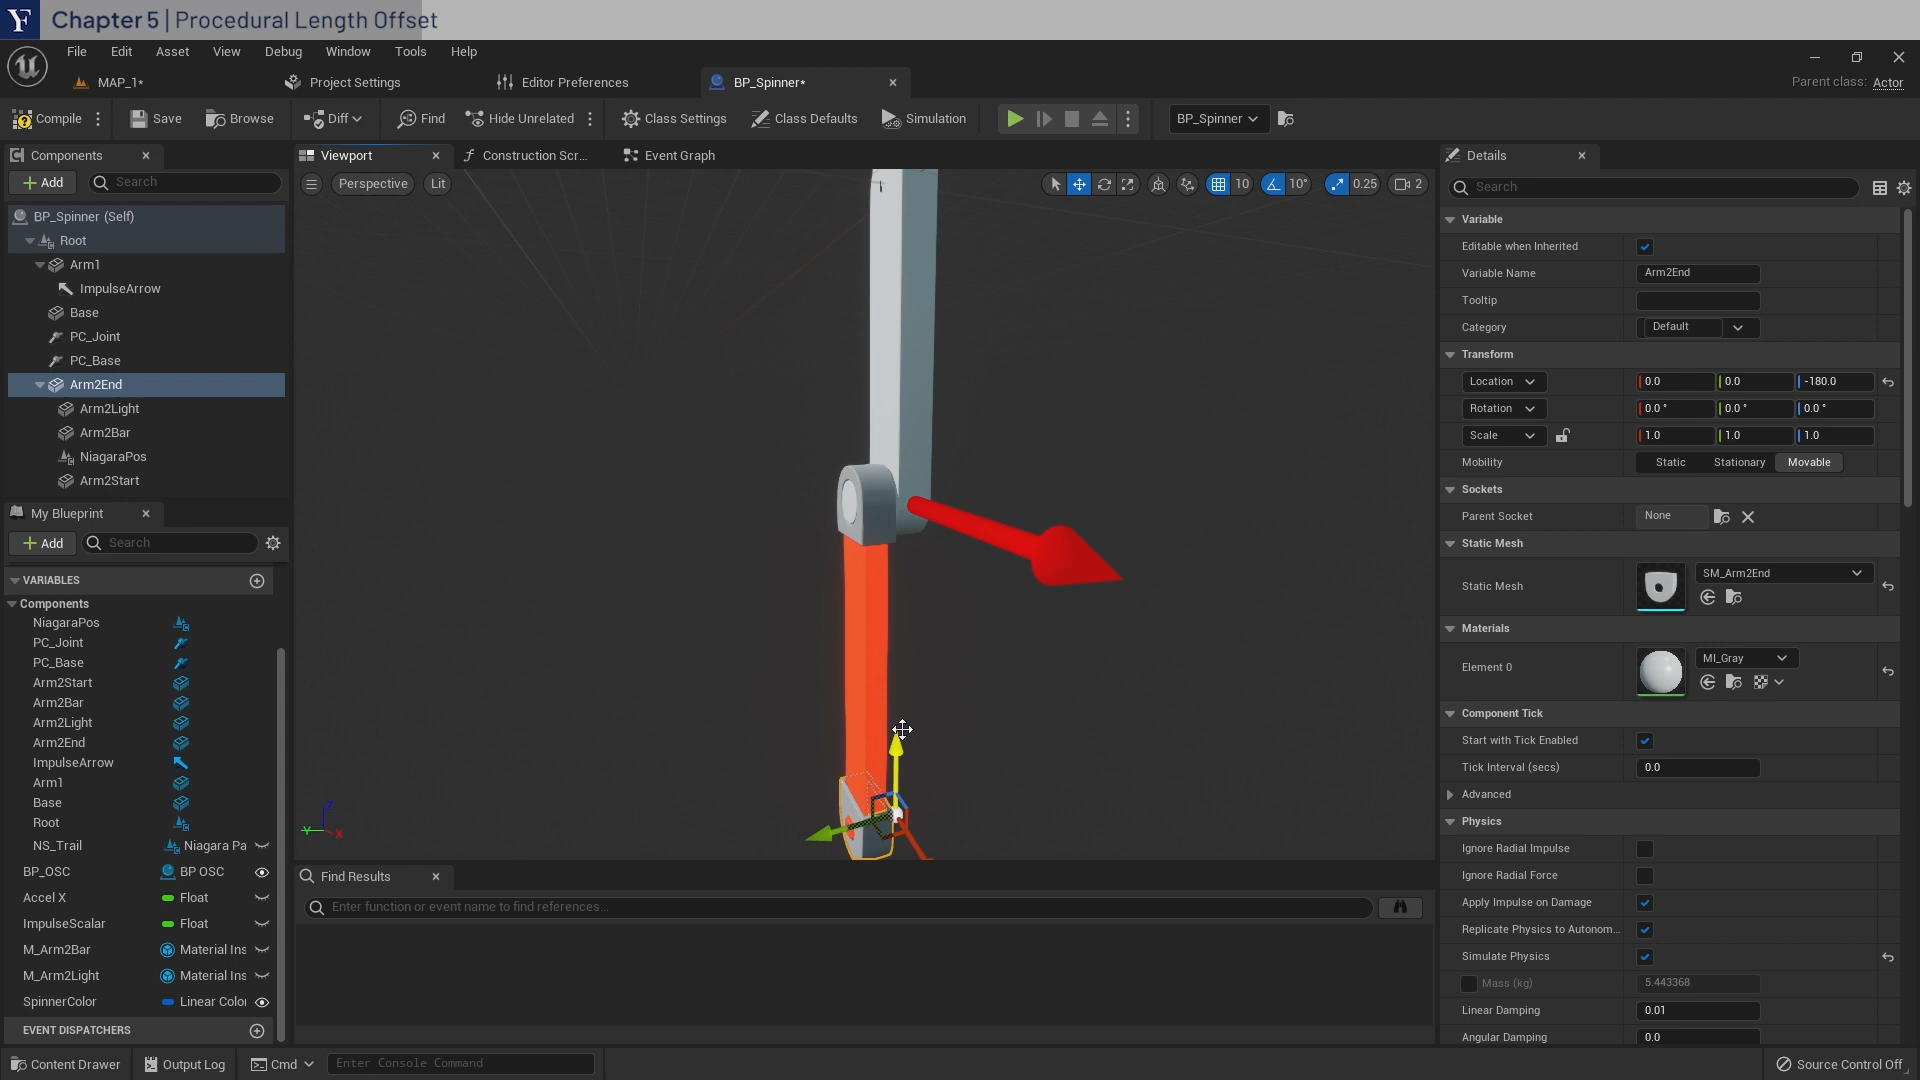 Y Chapter 5 | Procedural Length Offset
File Edit Asset View Debug Window Tools Help
MAP_1* Project Settings Editor Preferences BP_Spinner* Parent class: Actor
Compile Save Browse Diff Find Hide Unrelated Class Settings Class Defaults Simulation BP_Spinner
Components Viewport Construction Scr... Event Graph Details
Add Search Perspective Lit 10 10° 0.25 2 Search
BP_Spinner (Self)
Root
Arm1
ImpulseArrow
Base
PC_Joint
PC_Base
Arm2End
Arm2Light
Arm2Bar
NiagaraPos
Arm2Start
My Blueprint
Add Search
VARIABLES
Components
NiagaraPos
PC_Joint
PC_Base
Arm2Start
Arm2Bar
Arm2Light
Arm2End
ImpulseArrow
Arm1
Base
Root
NS_Trail Niagara Pa
BP_OSC BP OSC
Accel X Float
ImpulseScalar Float
M_Arm2Bar Material Ins
M_Arm2Light Material Ins
SpinnerColor Linear Color
EVENT DISPATCHERS
Z
Y X
Find Results
Enter function or event name to find references...
Variable
Editable when Inherited
Variable Name Arm2End
Tooltip
Category Default
Transform
Location 0.0 0.0 -180.0
Rotation 0.0 ° 0.0 ° 0.0 °
Scale 1.0 1.0 1.0
Mobility Static Stationary Movable
Sockets
Parent Socket None
Static Mesh
Static Mesh SM_Arm2End
Materials
Element 0 MI_Gray
Component Tick
Start with Tick Enabled
Tick Interval (secs) 0.0
Advanced
Physics
Ignore Radial Impulse
Ignore Radial Force
Apply Impulse on Damage
Replicate Physics to Autonom...
Simulate Physics
Mass (kg) 5.443368
Linear Damping 0.01
Angular Damping 0.0
Content Drawer Output Log Cmd Enter Console Command Source Control Off